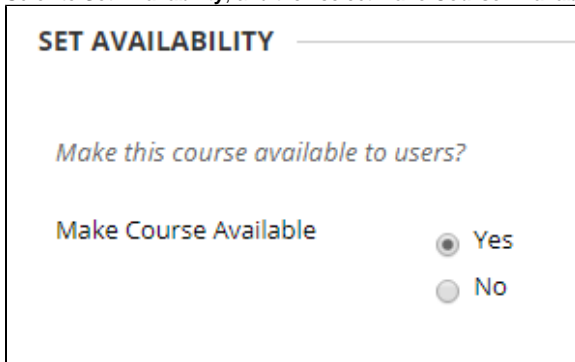 SET AVAILABILITY
Make this course available to users?
Make Course Available
Yes
No